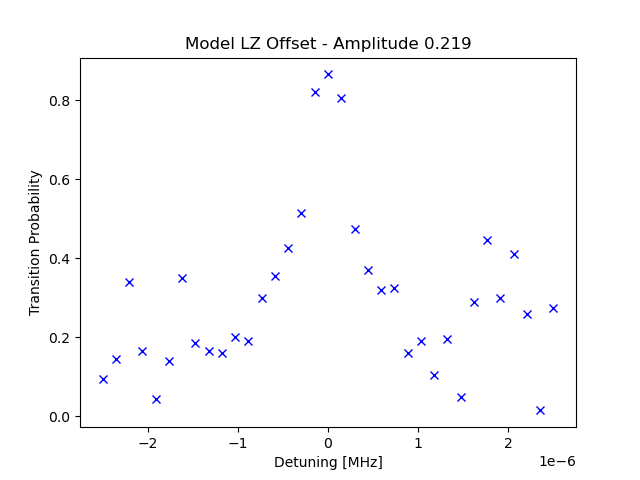 Model LZ Offset - Amplitude 0.219
Transition Probability
0.8
0.6
0.4
0.2
0.0
−2
−1
0
1
2
1e−6
Detuning [MHz]